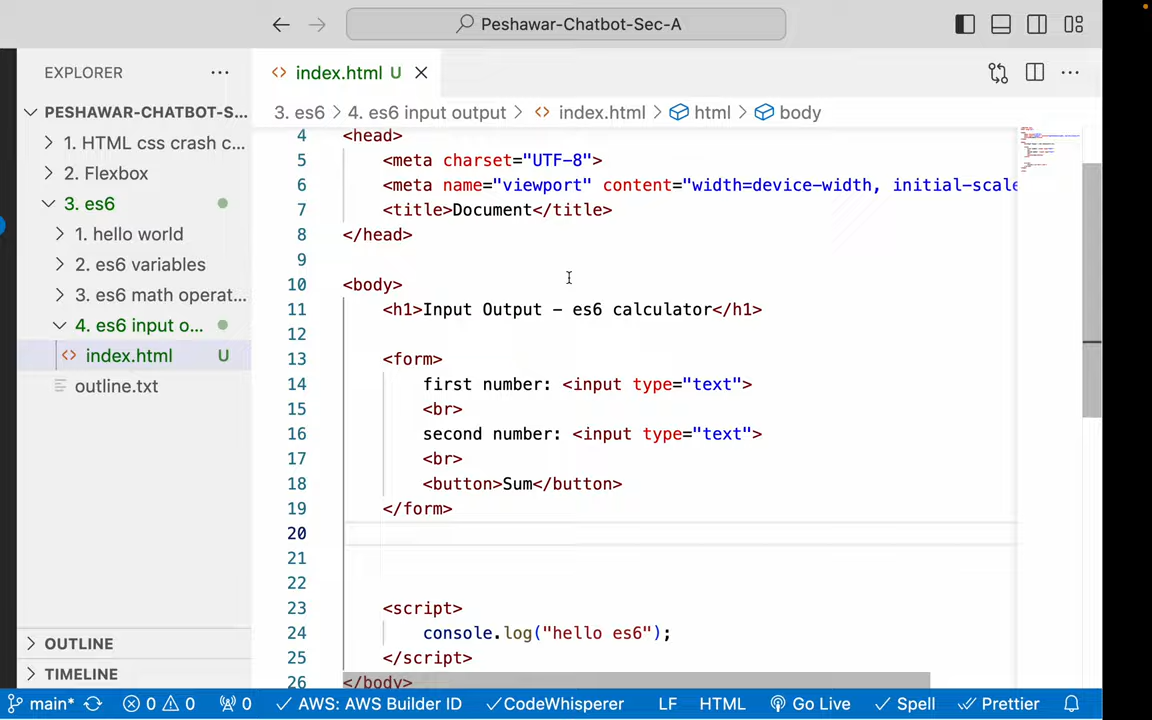 Peshawar-Chatbot-Sec-A
EXPLORER
index.html U
PESHAWAR-CHATBOT-S...
1. HTML css crash c...
2. Flexbox
3. es6
1. hello world
2. es6 variables
3. es6 math operat...
4. es6 input o...
index.html U
outline.txt
OUTLINE
TIMELINE
3. es6 > 4. es6 input output > index.html > html > body
4 <head>
5 <meta charset="UTF-8">
6 <meta name="viewport" content="width=device-width, initial-scale
7 <title>Document</title>
8 </head>
9
10 <body>
11 <h1>Input Output - es6 calculator</h1>
12
13 <form>
14 first number: <input type="text">
15 <br>
16 second number: <input type="text">
17 <br>
18 <button>Sum</button>
19 </form>
20
21
22
23 <script>
24 console.log("hello es6");
25 </script>
26 </body>
main* 0 0 0 AWS: AWS Builder ID CodeWhisperer LF HTML Go Live Spell Prettier